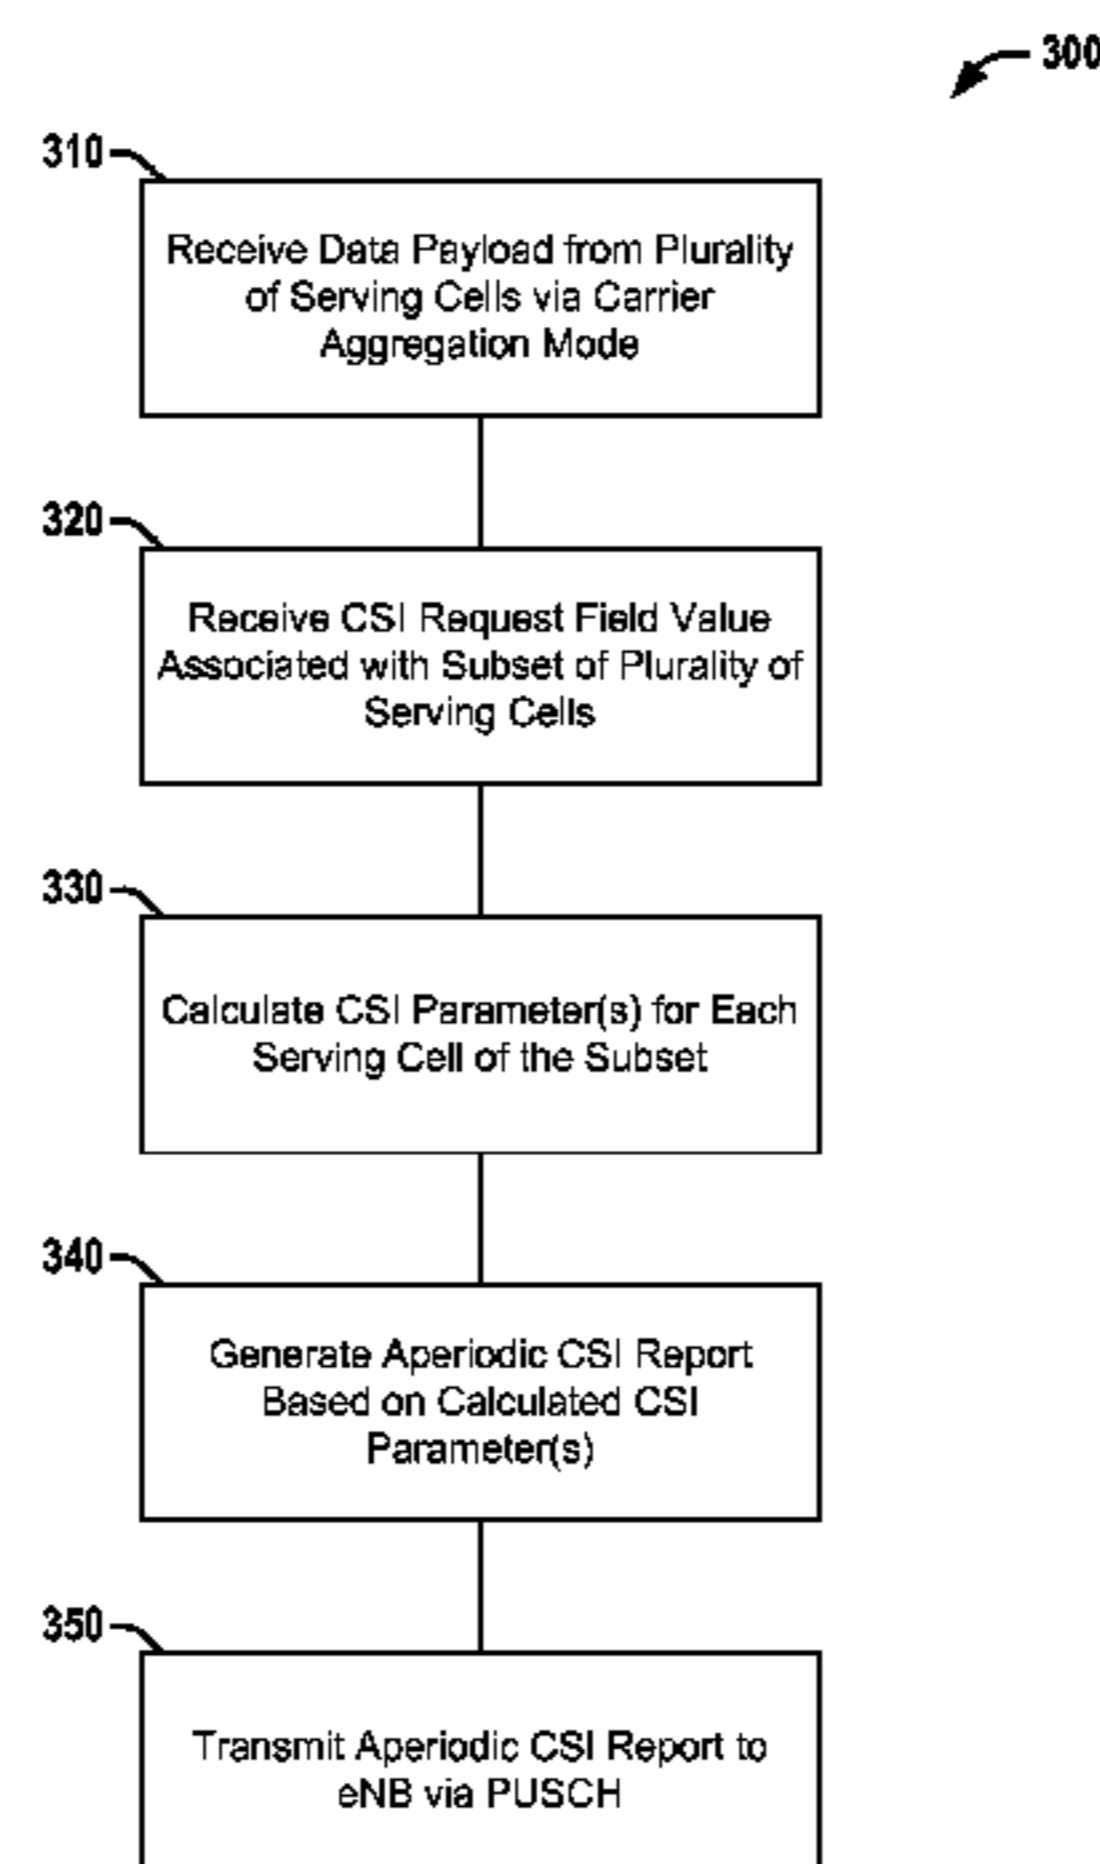 300
310
Receive Data Payload from Plurality
of Serving Cells via Carrier
Aggregation Mode
320
Receive CSI Request Field Value
Associated with Subset of Plurality of
Serving Cells
330
Calculate CSI Parameter(s) for Each
Serving Cell of the Subset
340
Generate Aperiodic CSI Report
Based on Calculated CSI
Parameter(s)
350
Transmit Aperiodic CSI Report to
eNB via PUSCH